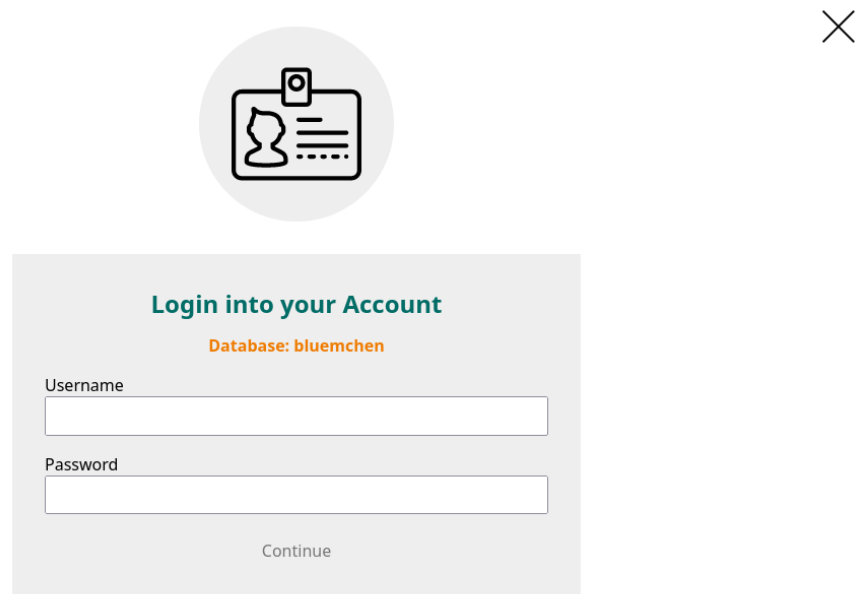 Login into your Account
Database: bluemchen
Username
Password
Continue